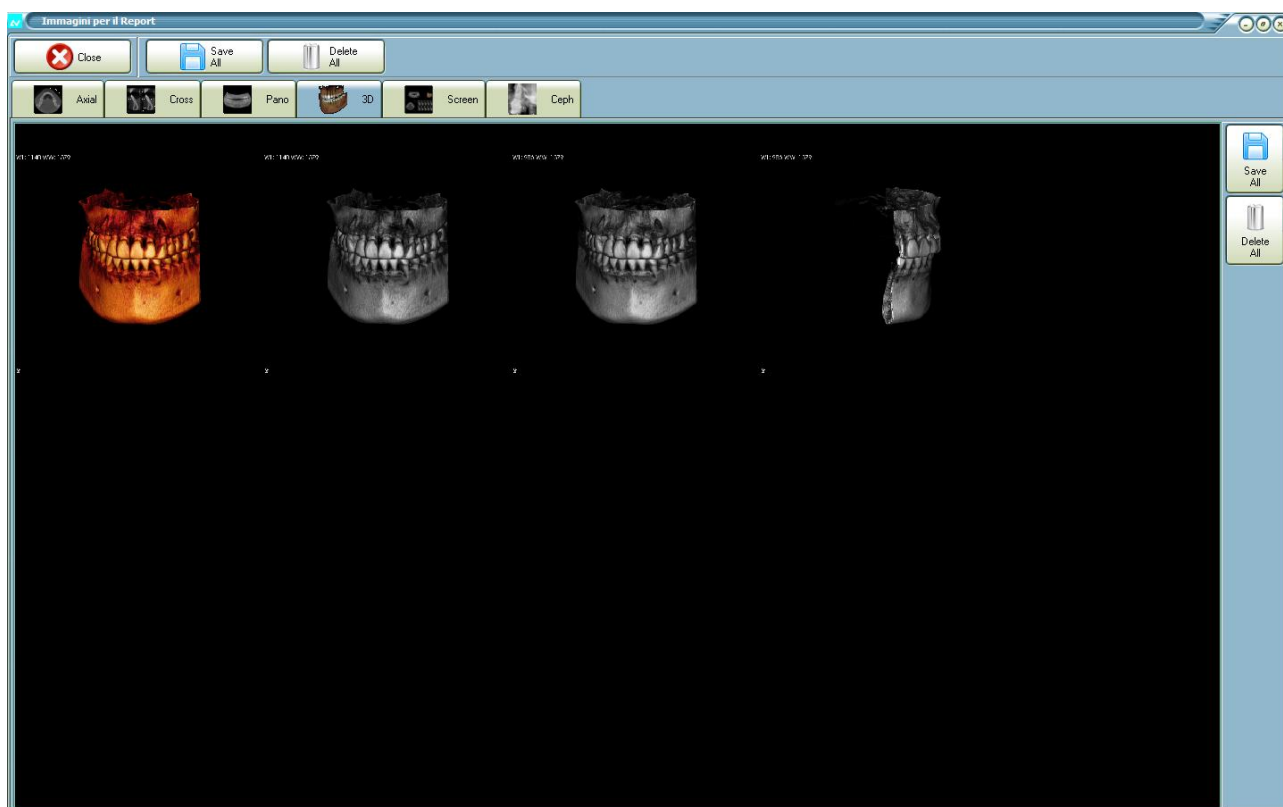 Immagini per il Report
Close
Save All
Delete All
Axial
Cross
Pano
3D
Screen
Ceph
Save All
Delete All